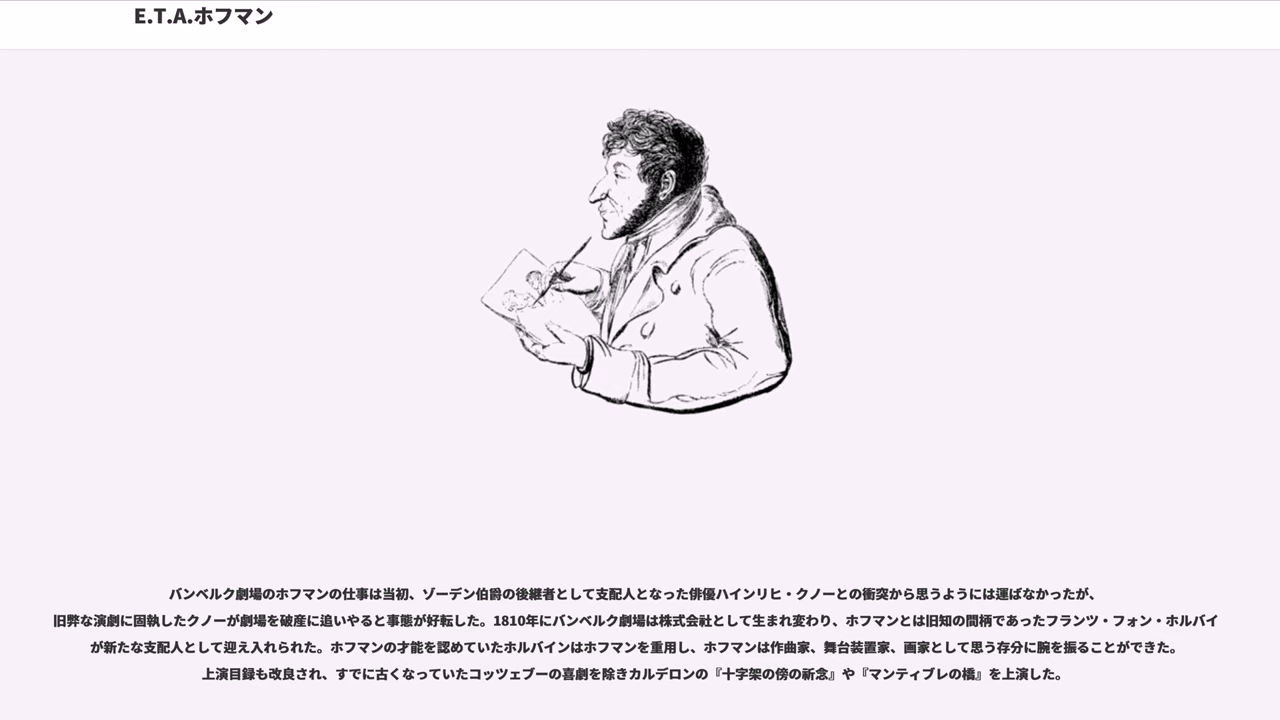 E.T.A.ホフマン
バンベルク劇場のホフマンの仕事は当初、ゾーデン伯爵の後継者として支配人となった俳優ハインリヒ・クノーとの衝突から思うようには運ばなかったが、
旧弊な演劇に固執したクノーが劇場を破産に追いやると事態が好転した。1810年にバンベルク劇場は株式会社として生まれ変わり、ホフマンとは旧知の間柄であったフランツ・フォン・ホルバイ
が新たな支配人として迎え入れられた。ホフマンの才能を認めていたホルバインはホフマンを重用し、ホフマンは作曲家、舞台装置家、画家として思う存分に腕を振ることができた。
上演目録も改良され、すでに古くなっていたコッツェブーの喜劇を除きカルデロンの『十字架の傍の祈念』や『マンティブレの橋』を上演した。